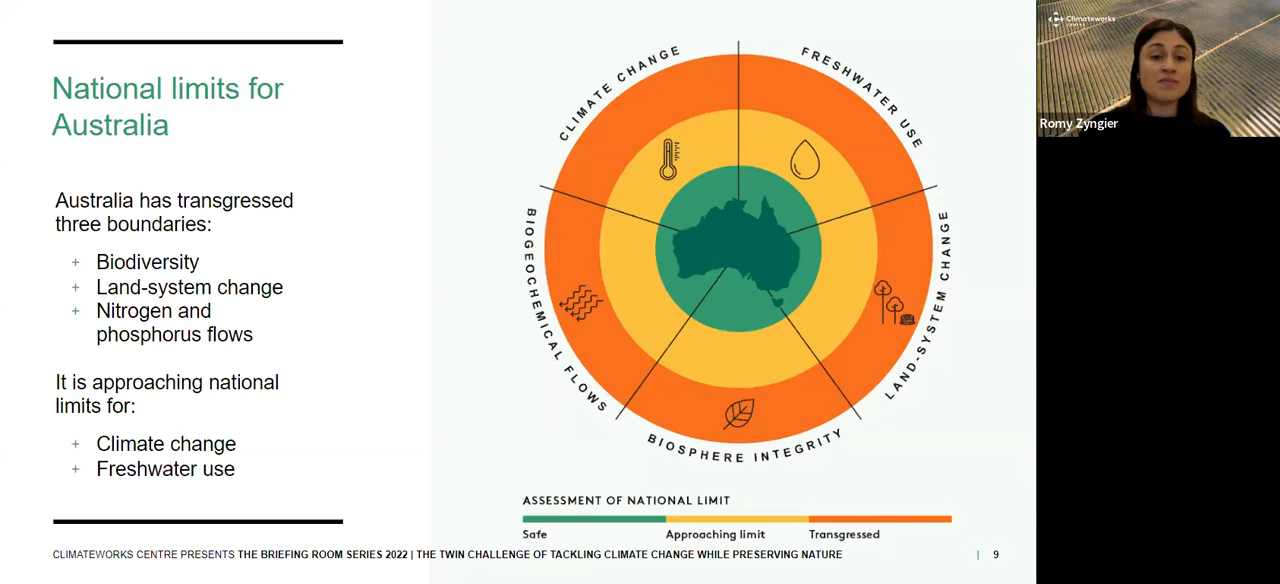 National limits for
Australia
Australia has transgressed
three boundaries:
+ Biodiversity
+ Land-system change
+ Nitrogen and
phosphorus flows
It is approaching national
limits for:
+ Climate change
+ Freshwater use
CLIMATE CHANGE
FRESHWATER USE
BIOGEOCHEMICAL FLOWS
LAND-SYSTEM CHANGE
BIOSPHERE INTEGRITY
ASSESSMENT OF NATIONAL LIMIT
Safe
Approaching limit
Transgressed
CLIMATEWORKS CENTRE PRESENTS THE BRIEFING ROOM SERIES 2022 | THE TWIN CHALLENGE OF TACKLING CLIMATE CHANGE WHILE PRESERVING NATURE
| 9
Climateworks
CENTRE
Romy Zyngier